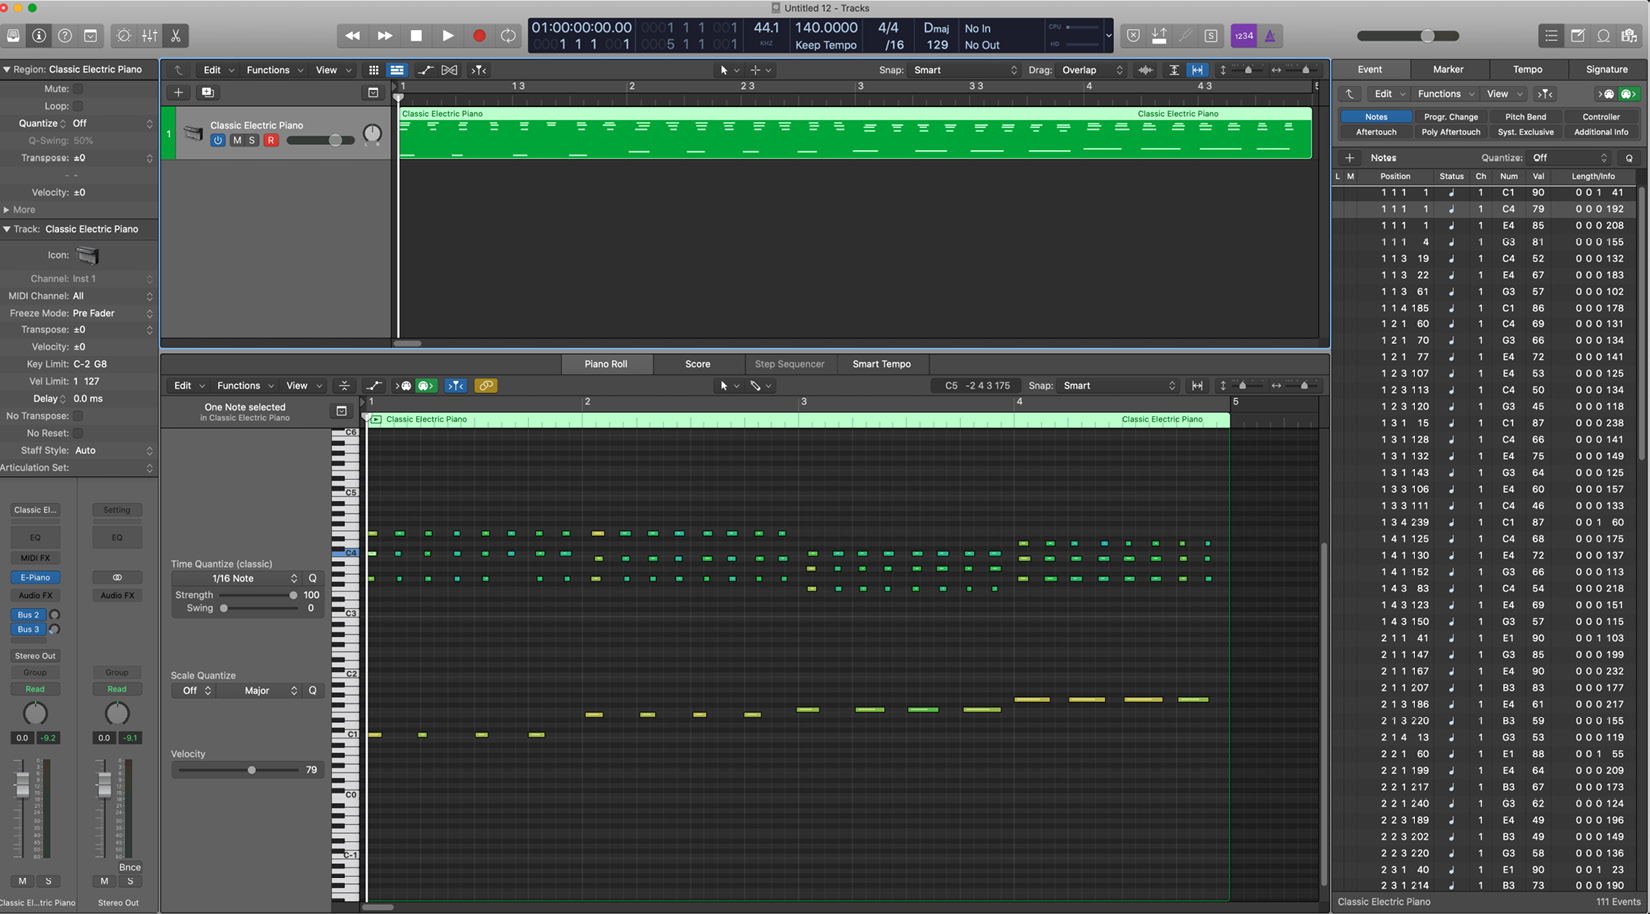 Untitled 12 - Tracks
01:00:00:00.00
1 1 1 1
0001 1 1 001
0005 1 1 001
44.1
KHZ
140.0000
Keep Tempo
4/4
/16
Dmaj
129
No In
No Out
CPU
HD
1234
Region: Classic Electric Piano
Mute:
Loop:
Quantize Off
Q-Swing: 50%
Transpose: ±0
- -
Velocity: ±0
More
Track: Classic Electric Piano
Icon:
Channel: Inst 1
MIDI Channel: All
Freeze Mode: Pre Fader
Transpose: ±0
Velocity: ±0
Key Limit: C-2 G8
Vel Limit: 1 127
Delay 0.0 ms
No Transpose:
No Reset:
Staff Style: Auto
Articulation Set:
Classic El... Setting
EQ EQ
MIDI FX
E-Piano
Audio FX Audio FX
Bus 2
Bus 3
Stereo Out
Group Group
Read Read
0.0 -9.2 0.0 -9.1
Bnce
M S M S
Classic El...tric Piano Stereo Out
Edit Functions View
Snap: Smart
Drag: Overlap
1 1 3 2 2 3 3 3 3 4 4 3 5
1 Classic Electric Piano
M S R
Classic Electric Piano Classic Electric Piano
Piano Roll Score Step Sequencer Smart Tempo
Edit Functions View
C5 -2 4 3 175 Snap: Smart
One Note selected
in Classic Electric Piano
1 2 3 4 5
Classic Electric Piano Classic Electric Piano
C6
C5
C4
C3
C2
C1
C0
C-1
Time Quantize (classic)
1/16 Note Q
Strength 100
Swing 0
Scale Quantize
Off Major Q
Velocity
79
Event Marker Tempo Signature
Edit Functions View
Notes Progr. Change Pitch Bend Controller
Aftertouch Poly Aftertouch Syst. Exclusive Additional Info
Notes Quantize: Off Q
L M Position Status Ch Num Val Length/Info
1 1 1 1 1 C1 90 0 0 1 41
1 1 1 1 1 C4 79 0 0 0 192
1 1 1 1 1 E4 85 0 0 0 208
1 1 1 4 1 G3 81 0 0 0 155
1 1 3 19 1 C4 52 0 0 0 132
1 1 3 22 1 E4 67 0 0 0 183
1 1 3 61 1 G3 57 0 0 0 102
1 1 4 185 1 C1 86 0 0 0 178
1 2 1 60 1 C4 69 0 0 0 131
1 2 1 70 1 G3 66 0 0 0 134
1 2 1 77 1 E4 72 0 0 0 141
1 2 3 107 1 E4 53 0 0 0 125
1 2 3 113 1 C4 50 0 0 0 134
1 2 3 120 1 G3 45 0 0 0 118
1 3 1 15 1 C1 87 0 0 0 238
1 3 1 128 1 C4 66 0 0 0 141
1 3 1 132 1 E4 75 0 0 0 149
1 3 1 143 1 G3 64 0 0 0 125
1 3 3 106 1 E4 60 0 0 0 157
1 3 3 111 1 C4 46 0 0 0 133
1 3 4 239 1 C1 87 0 0 1 60
1 4 1 125 1 C4 68 0 0 0 175
1 4 1 130 1 E4 72 0 0 0 137
1 4 1 152 1 G3 66 0 0 0 113
1 4 3 83 1 C4 54 0 0 0 218
1 4 3 123 1 E4 69 0 0 0 151
1 4 3 150 1 G3 57 0 0 0 115
2 1 1 41 1 E1 90 0 0 1 103
2 1 1 147 1 G3 85 0 0 0 199
2 1 1 167 1 E4 90 0 0 0 232
2 1 1 207 1 B3 83 0 0 0 177
2 1 3 186 1 E4 61 0 0 0 217
2 1 3 220 1 B3 59 0 0 0 155
2 1 4 13 1 G3 53 0 0 0 119
2 2 1 60 1 E1 88 0 0 1 55
2 2 1 199 1 E4 64 0 0 0 209
2 2 1 217 1 B3 67 0 0 0 173
2 2 1 240 1 G3 62 0 0 0 124
2 2 3 189 1 E4 49 0 0 0 196
2 2 3 202 1 B3 49 0 0 0 149
2 2 3 220 1 G3 58 0 0 0 136
2 3 1 40 1 E1 90 0 0 1 23
2 3 1 214 1 B3 73 0 0 0 190
Classic Electric Piano 111 Events